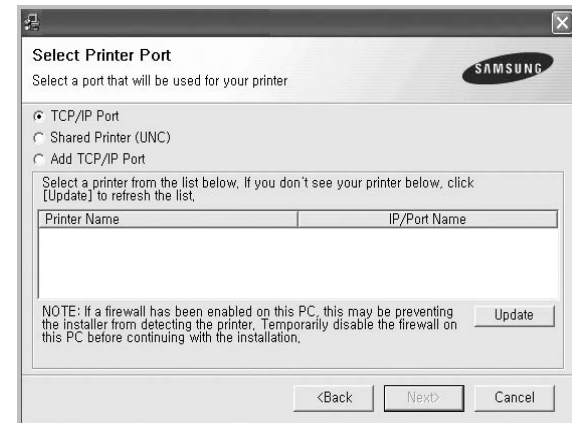 Select Printer Port
Select a port that will be used for your printer
SAMSUNG
TCP/IP Port
Shared Printer (UNC)
Add TCP/IP Port
Select a printer from the list below, If you don't see your printer below, click
[Update] to refresh the list,
Printer Name IP/Port Name
NOTE: If a firewall has been enabled on this PC, this may be preventing
the installer from detecting the printer, Temporarily disable the firewall on
this PC before continuing with the installation,
Update
<Back Next> Cancel